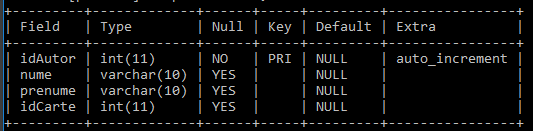 | Field | Type | Null | Key | Default | Extra |
| idAutor | int(11) | NO | PRI | NULL | auto_increment |
| nume | varchar(10) | YES | | NULL | |
| prenume | varchar(10) | YES | | NULL | |
| idCarte | int(11) | YES | | NULL | |